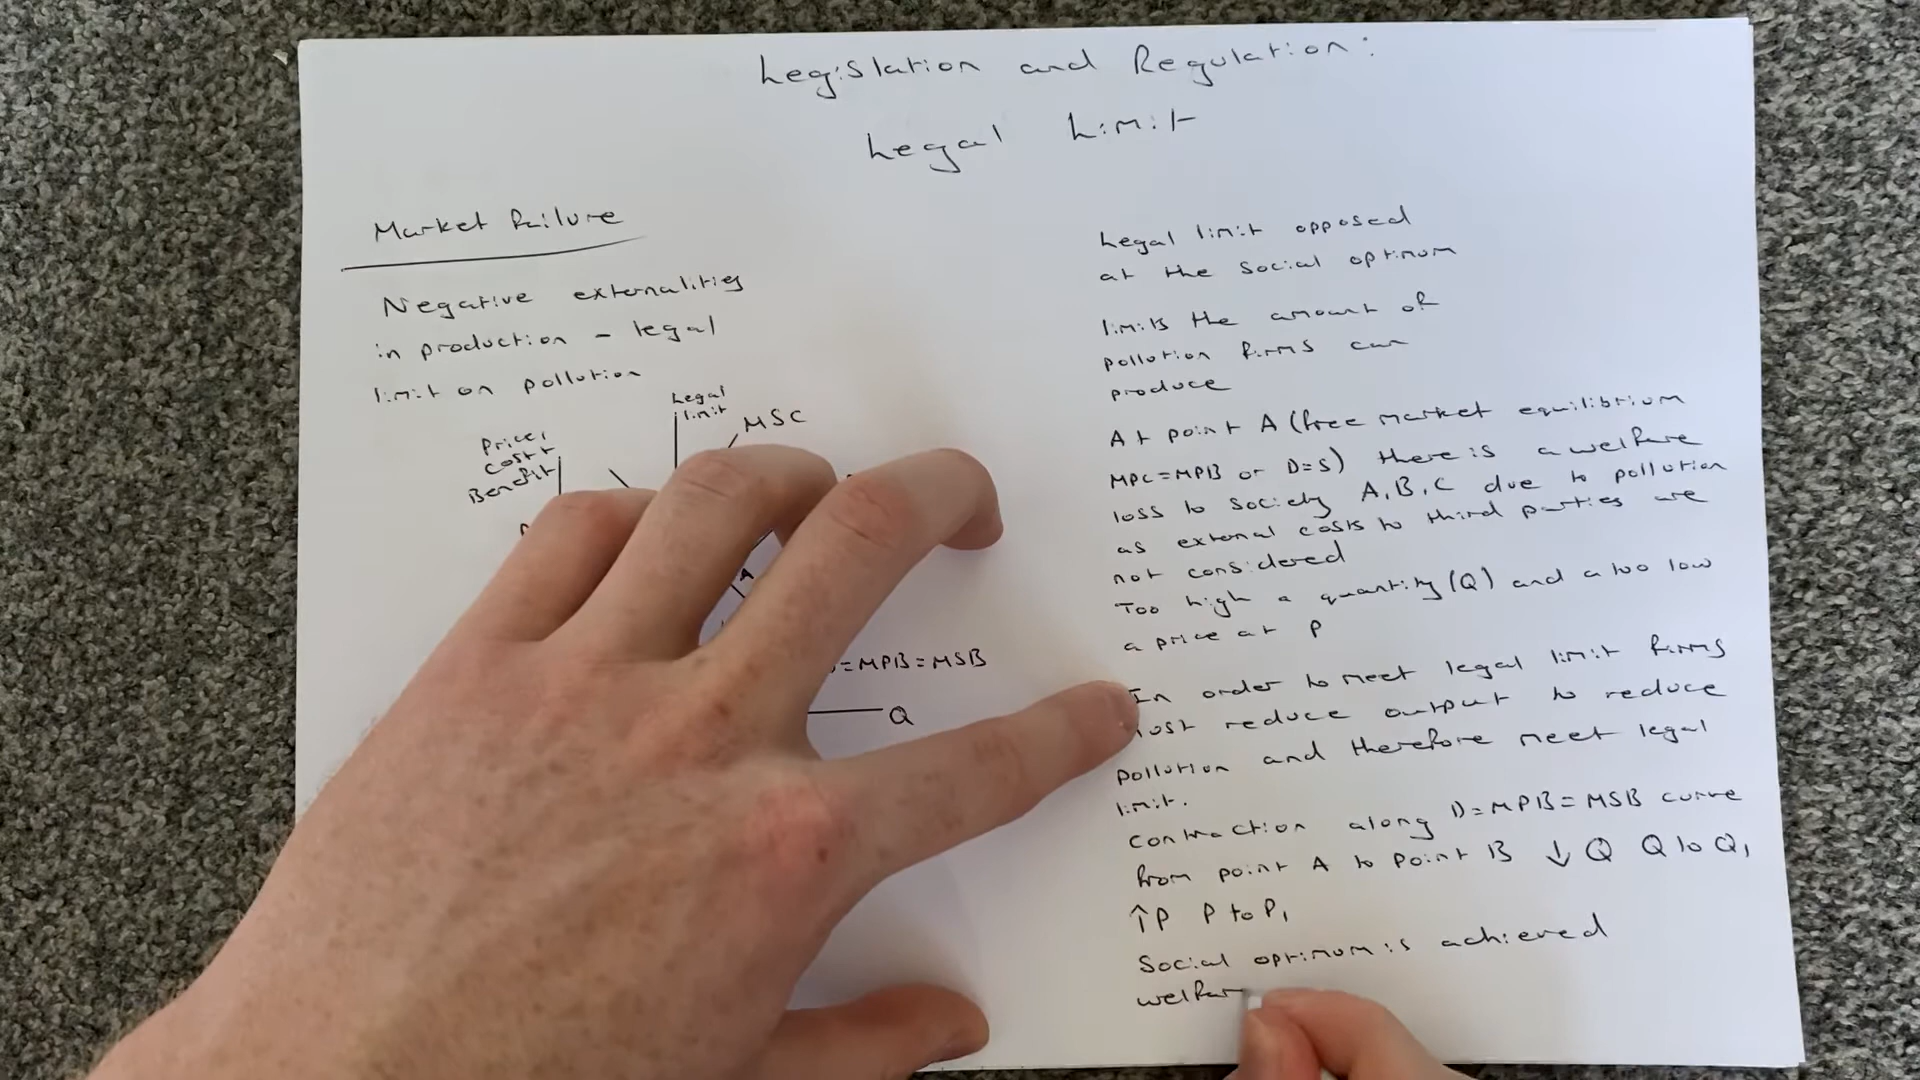 Legislation and Regulation:
Legal Limit
Market failure
Negative externalities
in production - legal
limit on pollution
Legal
limit
MSC
Price,
Cost +
Benefit
A
=MPB=MSB
Q
Legal limit opposed
at the social optimum
limits the amount of
pollution firms can
produce
At point A (free market equilibrium
MPC=MPB or D=S) there is a welfare
loss to society A,B,C due to pollution
as external costs to third parties are
not considered
Too high a quantity (Q) and a too low
a price at P
In order to meet legal limit firms
must reduce output to reduce
pollution and therefore meet legal
limit.
Contraction along D=MPB=MSB curve
from point A to point B ↓ Q Q to Q₁
↑P P to P₁
Social optimum is achieved
welfar